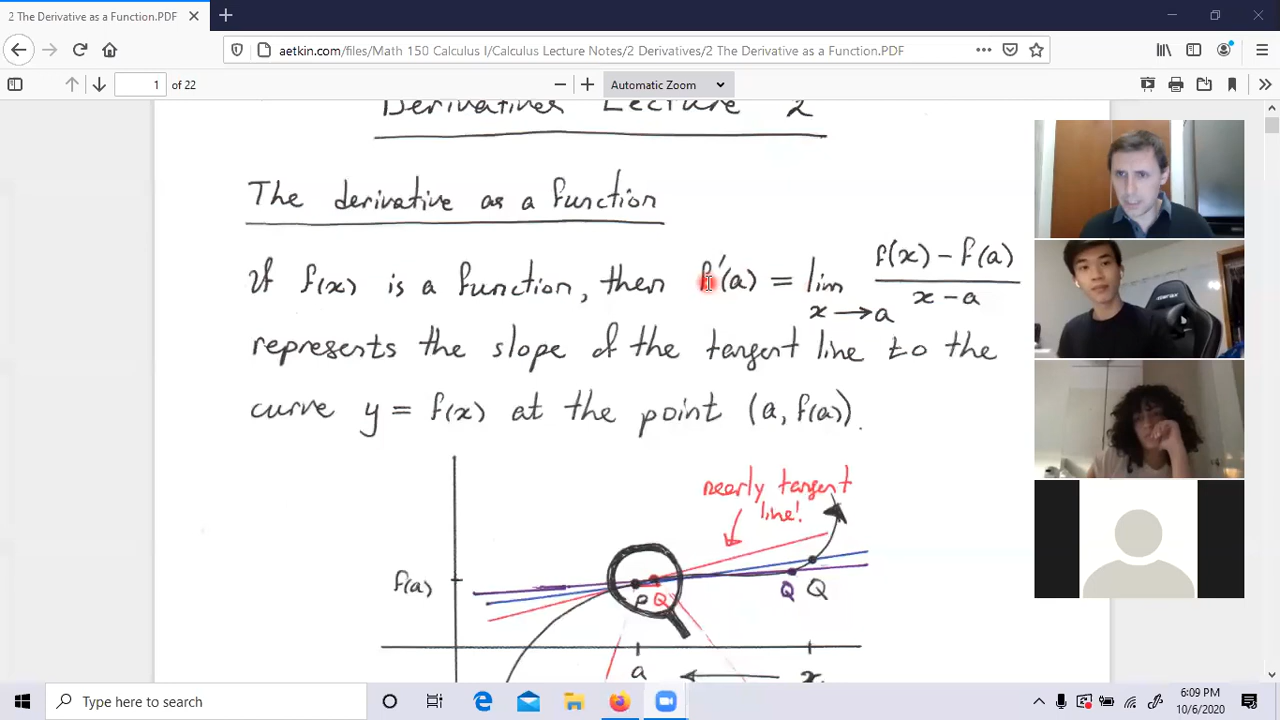 2 The Derivative as a Function.PDF
aetkin.com/files/Math 150 Calculus I/Calculus Lecture Notes/2 Derivatives/2 The Derivative as a Function.PDF
1 of 22
Automatic Zoom
Derivatives Lecture 2
The derivative as a function
If f(x) is a function, then f'(a) = lim x→a f(x) - f(a) / x - a
represents the slope of the tangent line to the
curve y = f(x) at the point (a, f(a)).
nearly tangent
line!
f(a)
P Q Q Q
a x
Type here to search
6:09 PM
10/6/2020